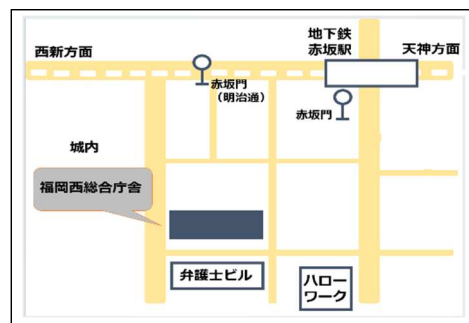 地下鉄
赤坂駅
西新方面
天神方面
赤坂門
(明治通)
赤坂門
城内
福岡西総合庁舎
弁護士ビル
ハロー
ワーク